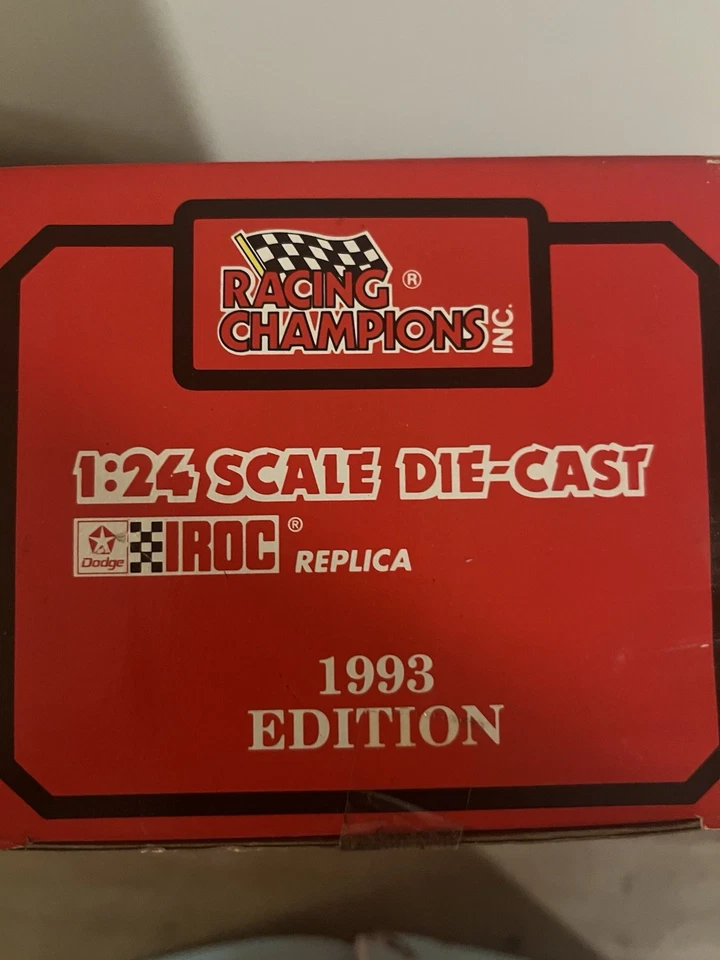 RACING ®
CHAMPIONS INC.
1:24 SCALE DIE-CAST
Dodge IROC ® REPLICA
1993
EDITION